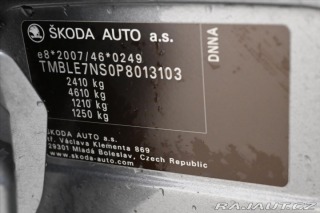 ŠKODA AUTO a.s.
e8*2007/46*0249
TMBLE7NS0P8013103
2410 kg
4610 kg
1210 kg
1250 kg
DNNA
ŠKODA AUTO a.s.
tř. Václava Klementa 869
29301 Mladá Boleslav, Czech Republic
www.skoda-auto.com
RAJAUT.CZ